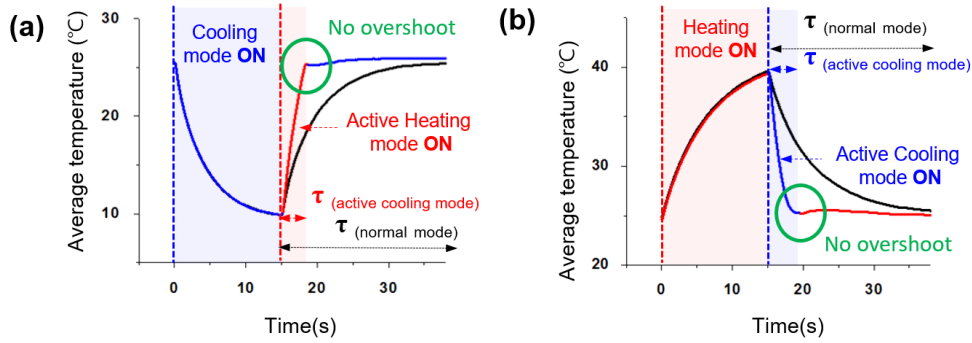 (a)
Average temperature (℃)
30
20
10
Cooling
mode ON
No overshoot
Active Heating
mode ON
τ (active cooling mode)
τ (normal mode)
0
10
20
30
Time(s)
(b)
Average temperature (℃)
40
30
20
Heating
mode ON
τ
(normal mode)
τ (active cooling mode)
Active Cooling
mode ON
No overshoot
0
10
20
30
Time(s)